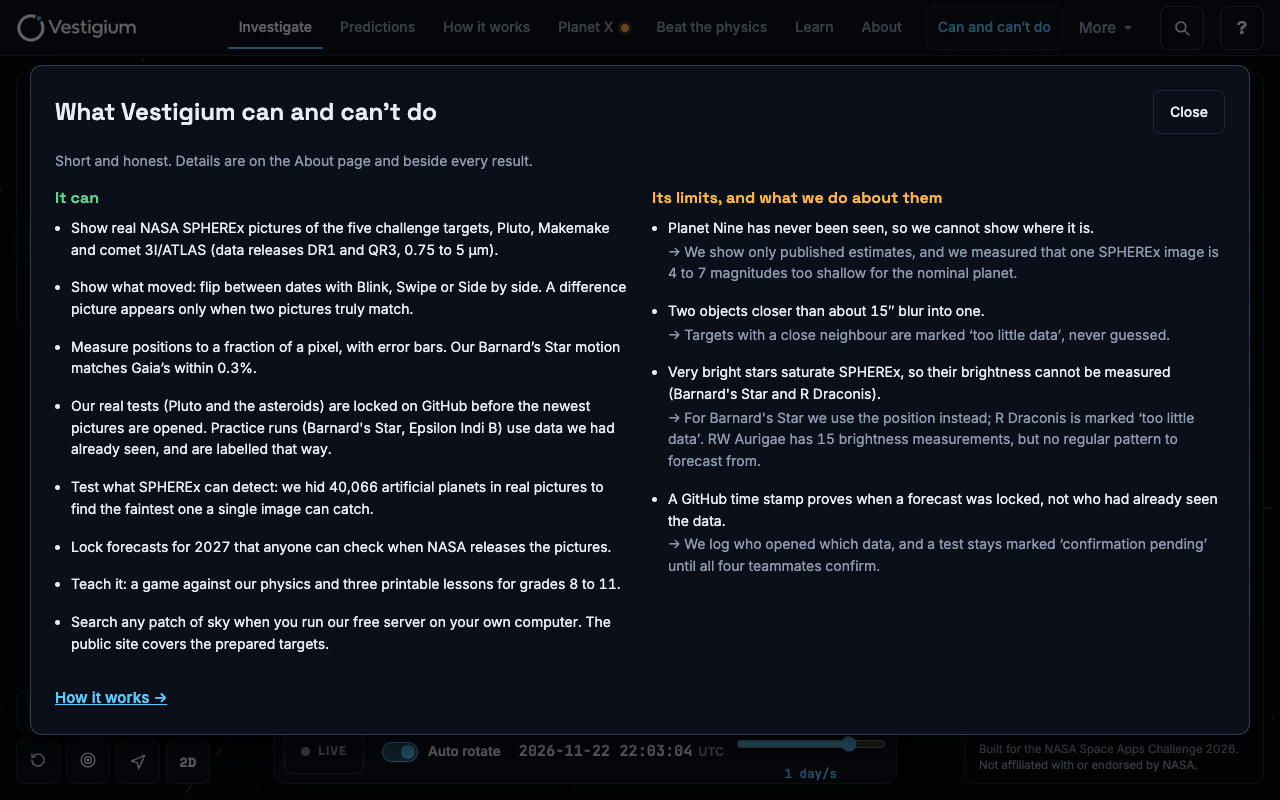 Vestigium
Investigate
Predictions
How it works
Planet X
Beat the physics
Learn
About
Can and can’t do
More
?
What Vestigium can and can’t do
Close
Short and honest. Details are on the About page and beside every result.
It can
• Show real NASA SPHEREx pictures of the five challenge targets, Pluto, Makemake
and comet 3I/ATLAS (data releases DR1 and QR3, 0.75 to 5 µm).
• Show what moved: flip between dates with Blink, Swipe or Side by side. A difference
picture appears only when two pictures truly match.
• Measure positions to a fraction of a pixel, with error bars. Our Barnard’s Star motion
matches Gaia’s within 0.3%.
• Our real tests (Pluto and the asteroids) are locked on GitHub before the newest
pictures are opened. Practice runs (Barnard's Star, Epsilon Indi B) use data we had
already seen, and are labelled that way.
• Test what SPHEREx can detect: we hid 40,066 artificial planets in real pictures to
find the faintest one a single image can catch.
• Lock forecasts for 2027 that anyone can check when NASA releases the pictures.
• Teach it: a game against our physics and three printable lessons for grades 8 to 11.
• Search any patch of sky when you run our free server on your own computer. The
public site covers the prepared targets.
How it works →
Its limits, and what we do about them
• Planet Nine has never been seen, so we cannot show where it is.
→ We show only published estimates, and we measured that one SPHEREx image is
4 to 7 magnitudes too shallow for the nominal planet.
• Two objects closer than about 15″ blur into one.
→ Targets with a close neighbour are marked ‘too little data’, never guessed.
• Very bright stars saturate SPHEREx, so their brightness cannot be measured
(Barnard's Star and R Draconis).
→ For Barnard's Star we use the position instead; R Draconis is marked ‘too little
data’. RW Aurigae has 15 brightness measurements, but no regular pattern to
forecast from.
• A GitHub time stamp proves when a forecast was locked, not who had already seen
the data.
→ We log who opened which data, and a test stays marked ‘confirmation pending’
until all four teammates confirm.
2D
LIVE
Auto rotate
2026-11-22 22:03:04 UTC
1 day/s
Built for the NASA Space Apps Challenge 2026.
Not affiliated with or endorsed by NASA.